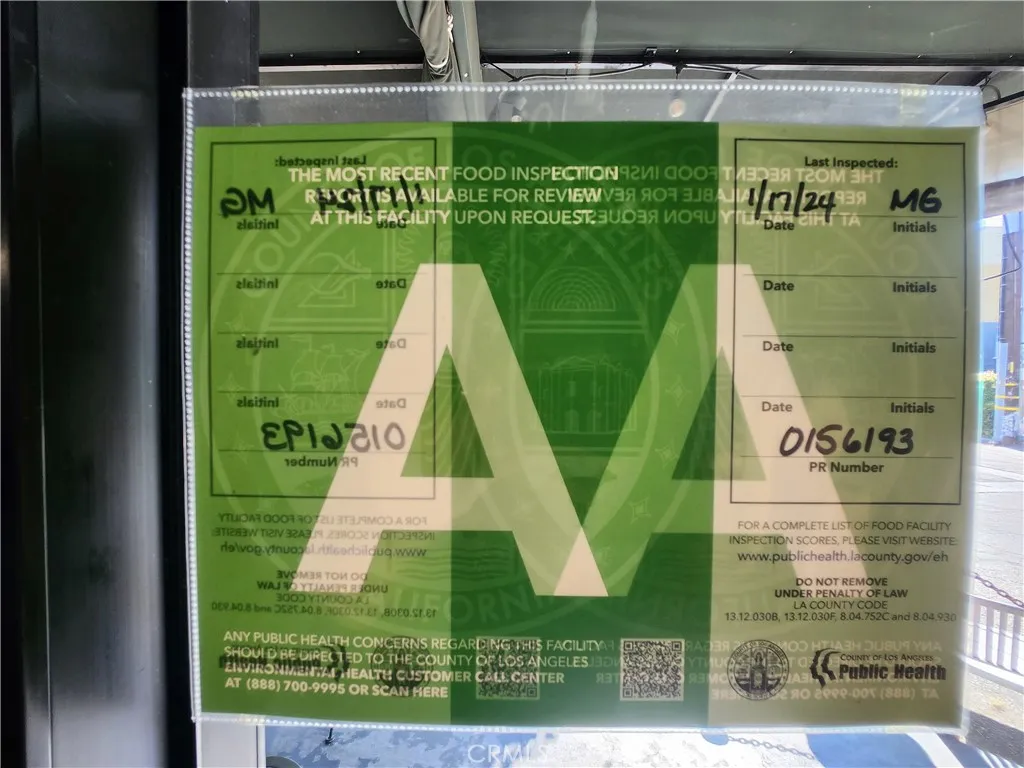 THE MOST RECENT FOOD INSPECTION
REPORT IS AVAILABLE FOR REVIEW
AT THIS FACILITY UPON REQUEST.
A
Last Inspected:
1/17/24 MG
Date Initials
Date Initials
Date Initials
Date Initials
0156193
PR Number
FOR A COMPLETE LIST OF FOOD FACILITY
INSPECTION SCORES, PLEASE VISIT WEBSITE:
www.publichealth.lacounty.gov/eh
DO NOT REMOVE
UNDER PENALTY OF LAW
LA COUNTY CODE
13.12.030B, 13.12.030F, 8.04.752C and 8.04.930
ANY PUBLIC HEALTH CONCERNS REGARDING THIS FACILITY
SHOULD BE DIRECTED TO THE COUNTY OF LOS ANGELES
ENVIRONMENTAL HEALTH CUSTOMER CALL CENTER
AT (888) 700-9995 OR SCAN HERE
COUNTY OF LOS ANGELES
Public Health
CRMLS